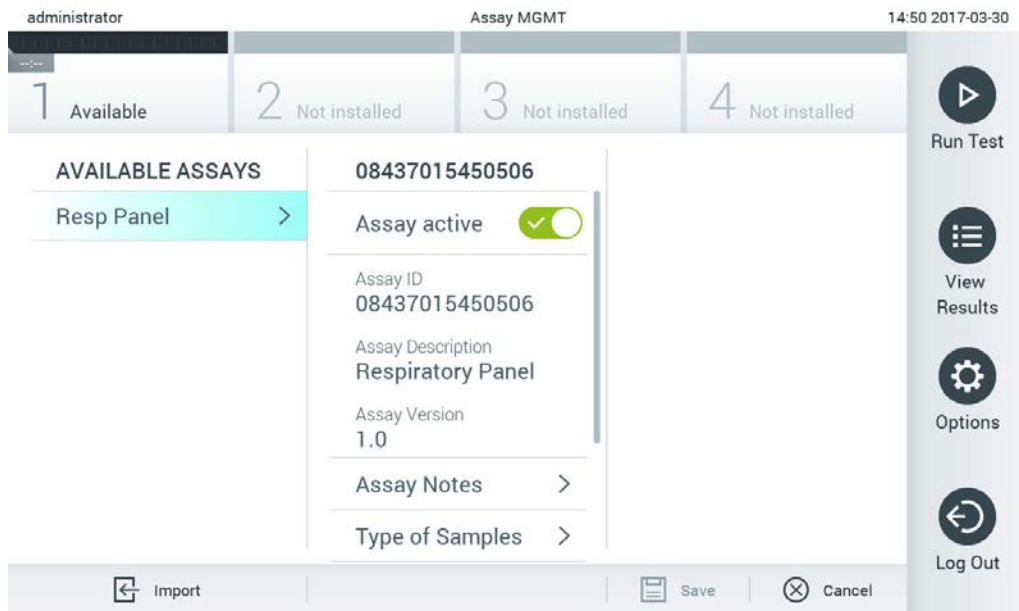 administrator Assay MGMT 14:50 2017-03-30
--:--
1 Available 2 Not installed 3 Not installed 4 Not installed
Run Test
AVAILABLE ASSAYS
Resp Panel
08437015450506
Assay active
Assay ID
08437015450506
Assay Description
Respiratory Panel
Assay Version
1.0
Assay Notes
Type of Samples
View
Results
Options
Log Out
Import Save Cancel